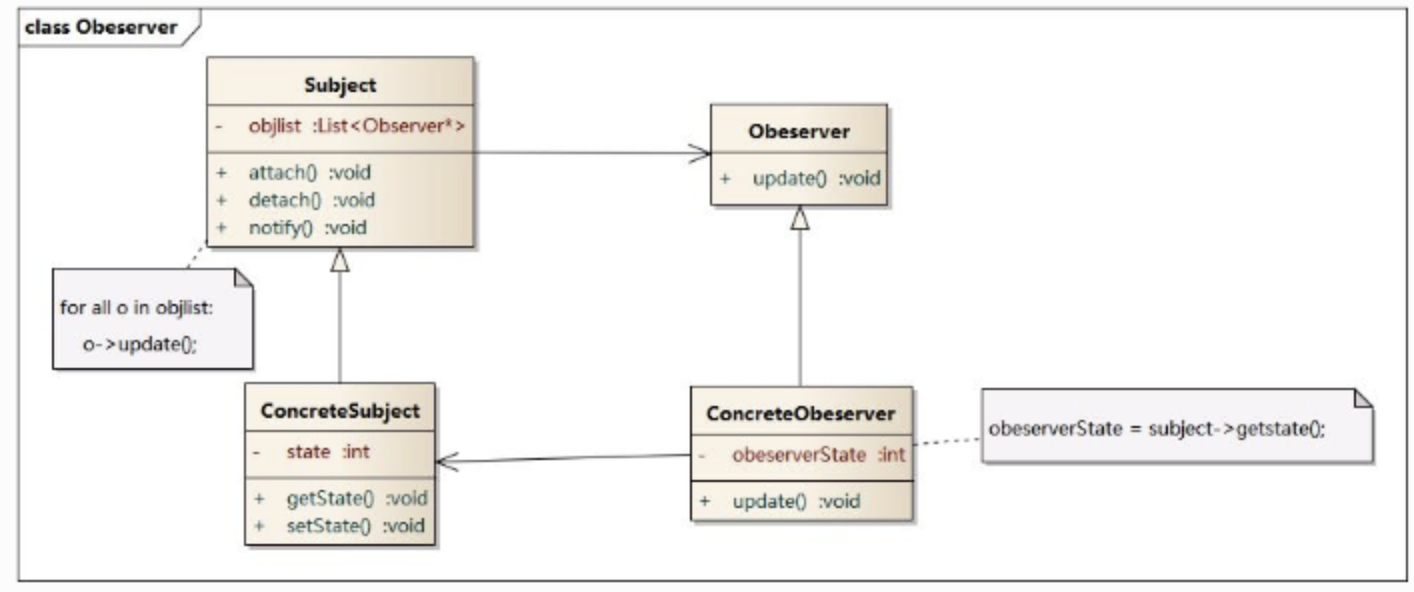 class Obeserver
Subject
- objlist :List<Observer*>
+ attach() :void
+ detach() :void
+ notify() :void
Obeserver
+ update() :void
for all o in objlist:
o->update();
ConcreteSubject
- state :int
+ getState() :void
+ setState() :void
ConcreteObeserver
- obeserverState :int
+ update() :void
obeserverState = subject->getstate();